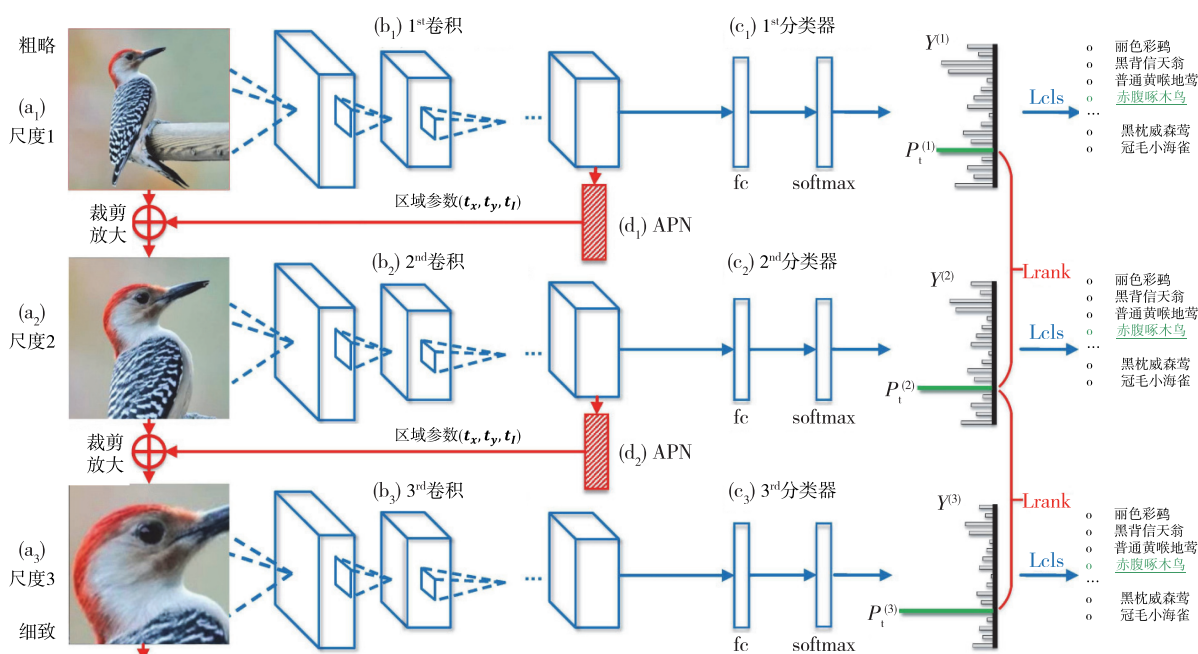 粗略
(a₁)
尺度1
(b₁) 1ˢᵗ卷积
...
(c₁) 1ˢᵗ分类器
fc
softmax
Y⁽¹⁾
Pₜ⁽¹⁾
Lcls
o 丽色彩鹀
o 黑背信天翁
o 普通黄喉地莺
o 赤腹啄木鸟
...
o 黑枕威森莺
o 冠毛小海雀
裁剪
放大
区域参数(tₓ, t_y, t_l)
(d₁) APN
Lrank
(a₂)
尺度2
(b₂) 2ⁿᵈ卷积
...
(c₂) 2ⁿᵈ分类器
fc
softmax
Y⁽²⁾
Pₜ⁽²⁾
Lcls
o 丽色彩鹀
o 黑背信天翁
o 普通黄喉地莺
o 赤腹啄木鸟
...
o 黑枕威森莺
o 冠毛小海雀
裁剪
放大
区域参数(tₓ, t_y, t_l)
(d₂) APN
Lrank
(a₃)
尺度3
细致
(b₃) 3ʳᵈ卷积
...
(c₃) 3ʳᵈ分类器
fc
softmax
Y⁽³⁾
Pₜ⁽³⁾
Lcls
o 丽色彩鹀
o 黑背信天翁
o 普通黄喉地莺
o 赤腹啄木鸟
...
o 黑枕威森莺
o 冠毛小海雀